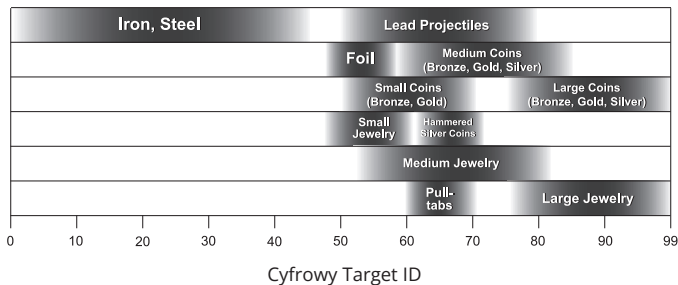 Iron, Steel
Lead Projectiles
Foil
Medium Coins
(Bronze, Gold, Silver)
Small Coins
(Bronze, Gold)
Large Coins
(Bronze, Gold, Silver)
Small
Jewelry
Hammered
Silver Coins
Medium Jewelry
Pull-
tabs
Large Jewelry
0 10 20 30 40 50 60 70 80 90 99
Cyfrowy Target ID